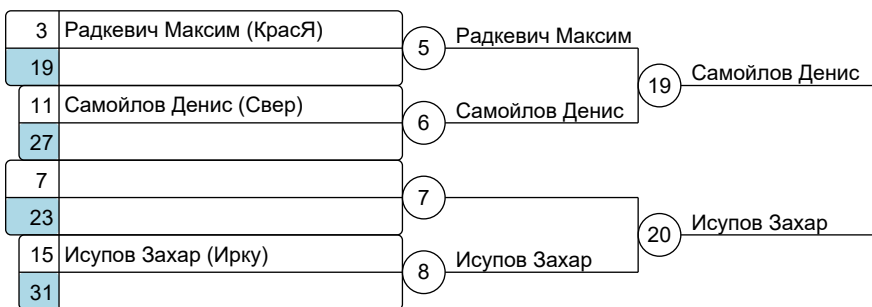 3 Радкевич Максим (КрасЯ)
19
5 Радкевич Максим
11 Самойлов Денис (Свер)
27
6 Самойлов Денис
19 Самойлов Денис
7
23
7
15 Исупов Захар (Ирку)
31
8 Исупов Захар
20 Исупов Захар